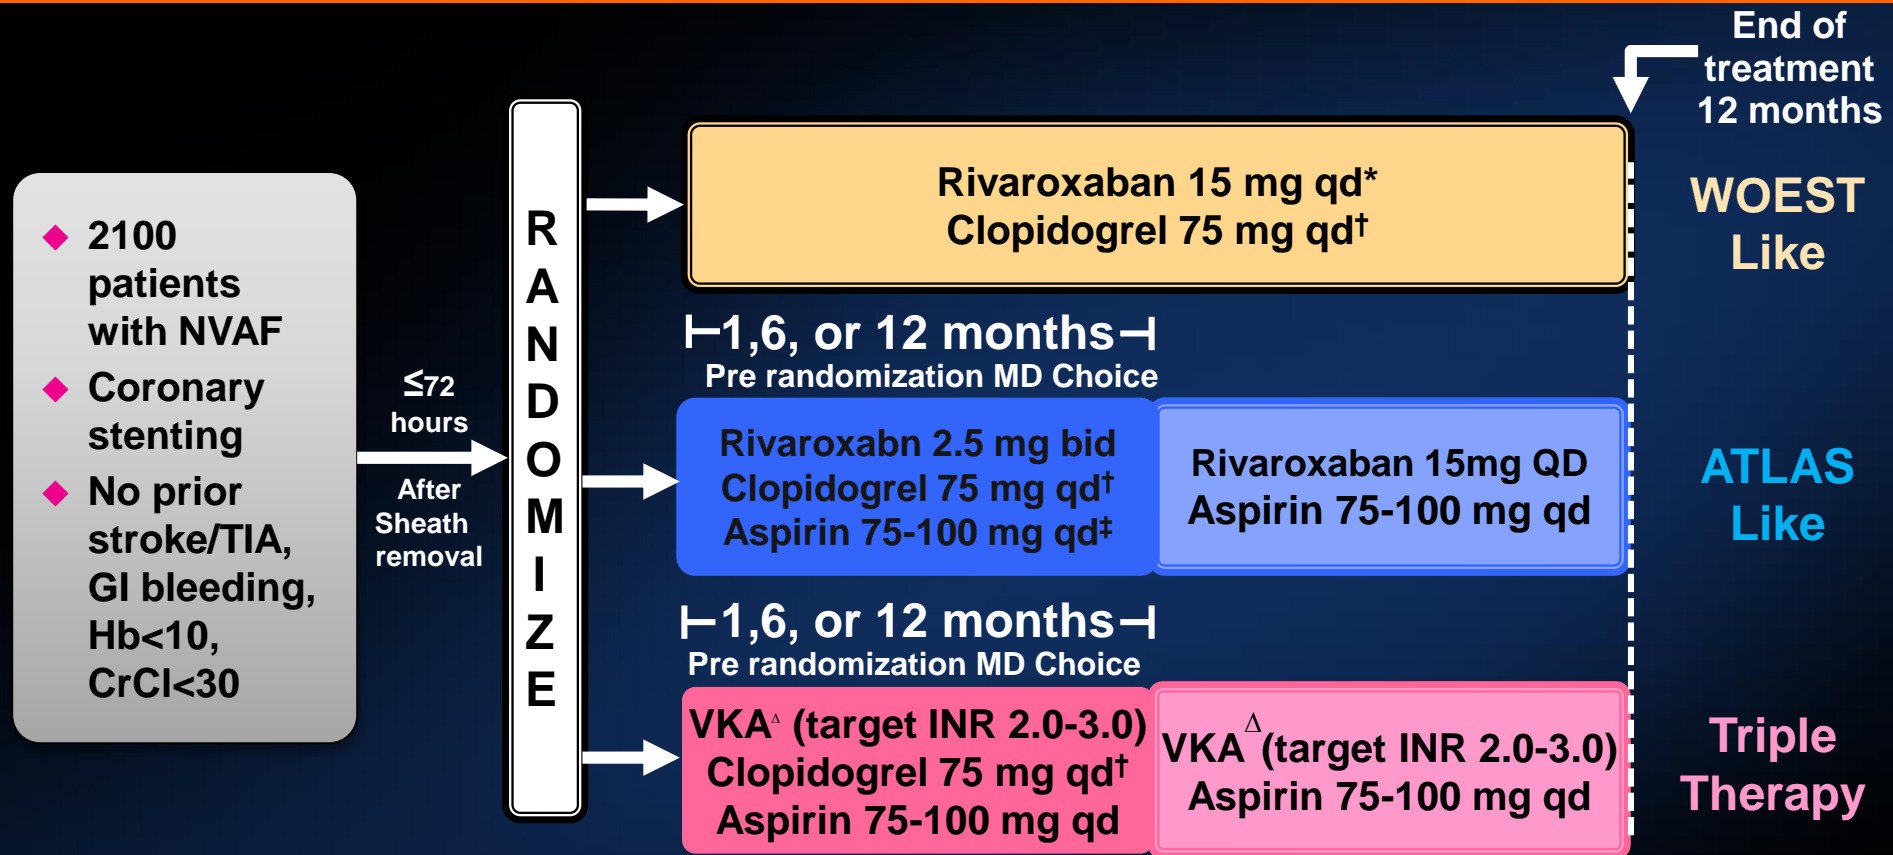 End of
treatment
12 months
◆ 2100
patients
with NVAF
◆ Coronary
stenting
◆ No prior
stroke/TIA,
GI bleeding,
Hb<10,
CrCl<30
≤72
hours
After
Sheath
removal
R
A
N
D
O
M
I
Z
E
Rivaroxaban 15 mg qd*
Clopidogrel 75 mg qd†
WOEST
Like
1,6, or 12 months
Pre randomization MD Choice
Rivaroxabn 2.5 mg bid
Clopidogrel 75 mg qd†
Aspirin 75-100 mg qd‡
Rivaroxaban 15mg QD
Aspirin 75-100 mg qd
ATLAS
Like
1,6, or 12 months
Pre randomization MD Choice
VKAΔ (target INR 2.0-3.0)
Clopidogrel 75 mg qd†
Aspirin 75-100 mg qd
VKAΔ(target INR 2.0-3.0)
Aspirin 75-100 mg qd
Triple
Therapy